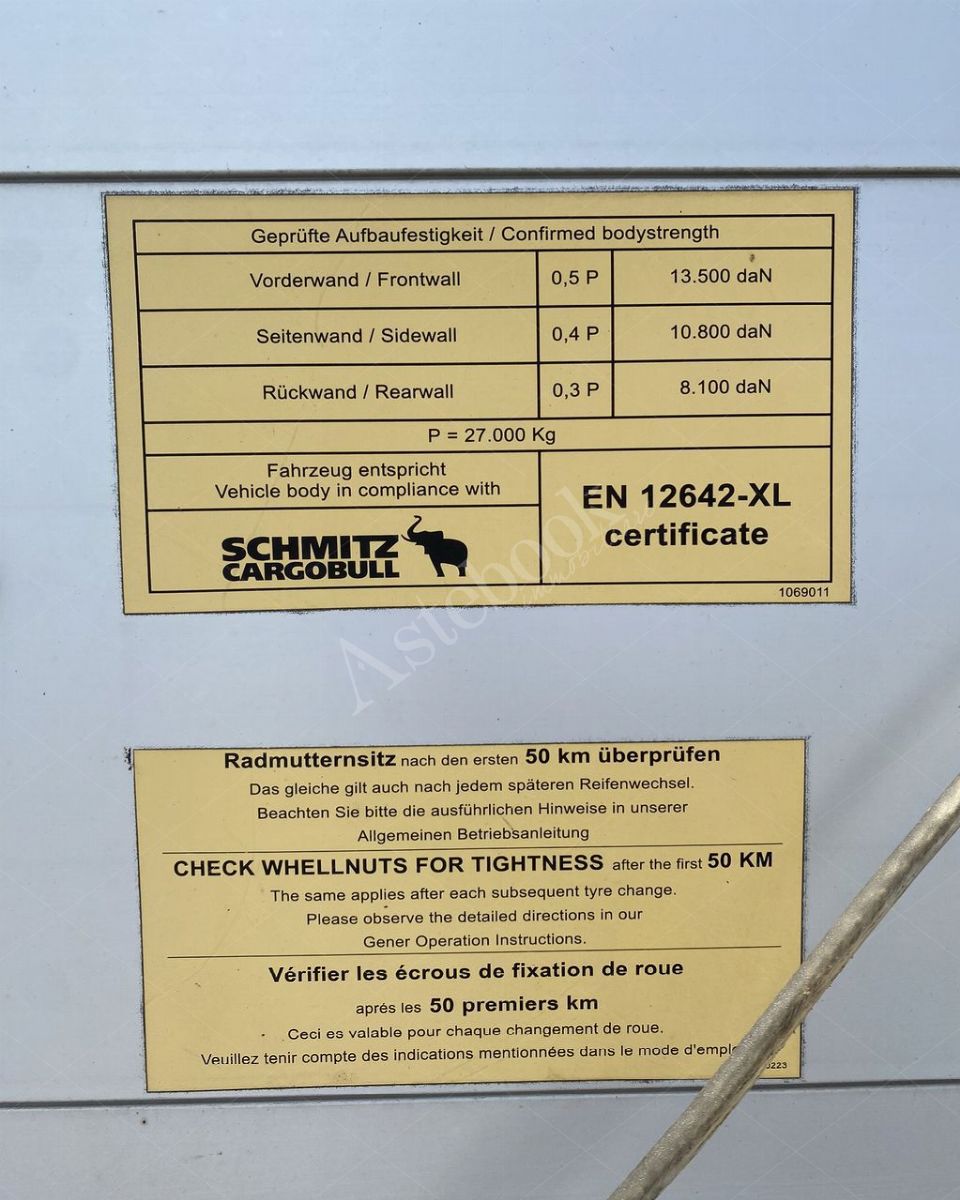 Geprüfte Aufbaufestigkeit / Confirmed bodystrength
Vorderwand / Frontwall 0,5 P 13.500 daN
Seitenwand / Sidewall 0,4 P 10.800 daN
Rückwand / Rearwall 0,3 P 8.100 daN
P = 27.000 Kg
Fahrzeug entspricht
Vehicle body in compliance with
EN 12642-XL
certificate
SCHMITZ
CARGOBULL
1069011
Astebook
Radmutternsitz nach den ersten 50 km überprüfen
Das gleiche gilt auch nach jedem späteren Reifenwechsel.
Beachten Sie bitte die ausführlichen Hinweise in unserer
Allgemeinen Betriebsanleitung
CHECK WHELLNUTS FOR TIGHTNESS after the first 50 KM
The same applies after each subsequent tyre change.
Please observe the detailed directions in our
Gener Operation Instructions.
Vérifier les écrous de fixation de roue
aprés les 50 premiers km
Ceci es valable pour chaque changement de roue.
Veuillez tenir compte des indications mentionnées dans le mode